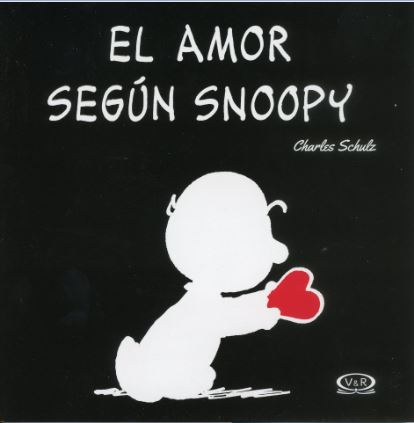 EL AMOR
SEGÚN SNOOPY
Charles Schulz
V&R